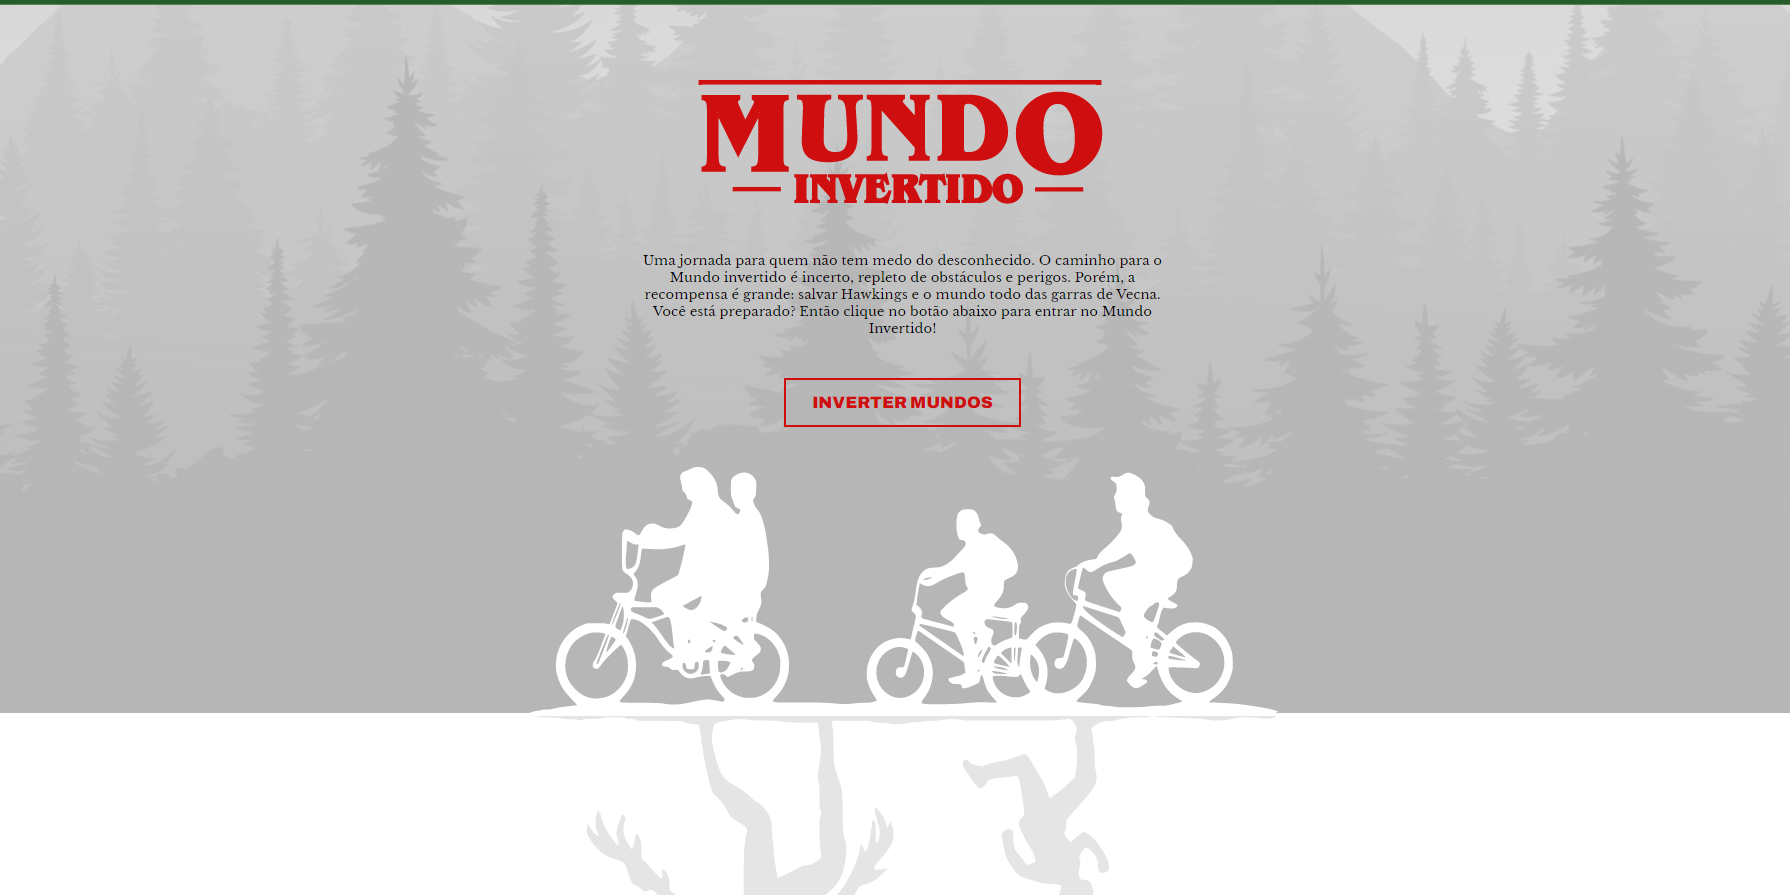 MUNDO
INVERTIDO
Uma jornada para quem não tem medo do desconhecido. O caminho para o
Mundo invertido é incerto, repleto de obstáculos e perigos. Porém, a
recompensa é grande: salvar Hawkings e o mundo todo das garras de Vecna.
Você está preparado? Então clique no botão abaixo para entrar no Mundo
Invertido!
INVERTER MUNDOS